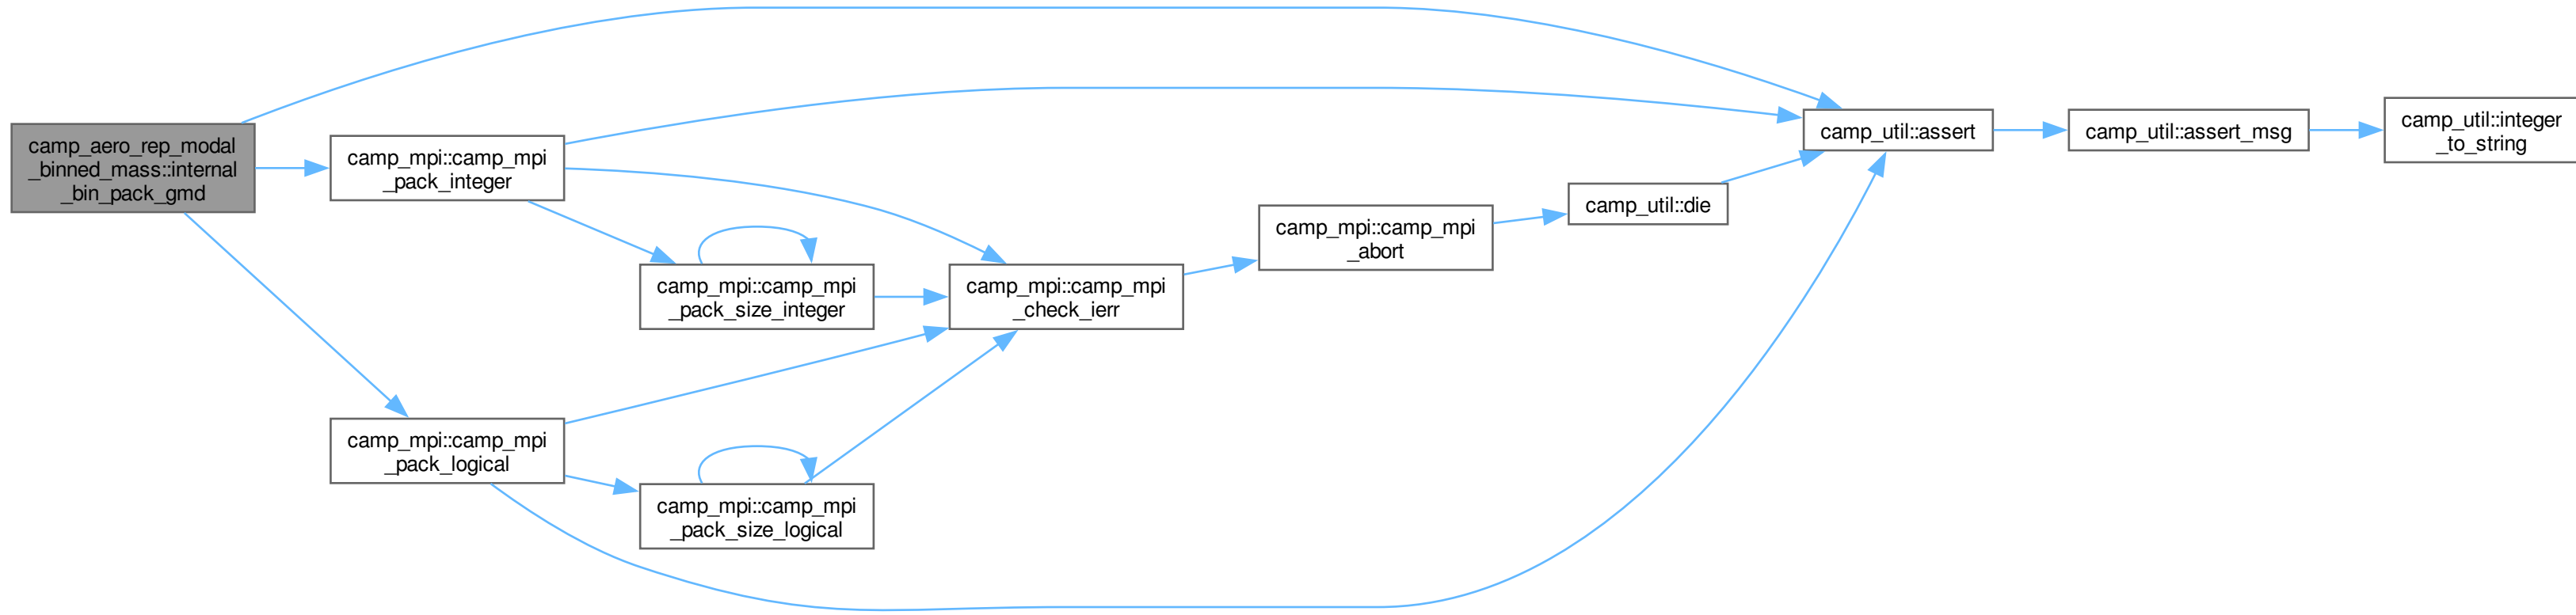 camp_aero_rep_modal
_binned_mass::internal
_bin_pack_gmd
camp_mpi::camp_mpi
_pack_integer
camp_mpi::camp_mpi
_pack_logical
camp_mpi::camp_mpi
_pack_size_integer
camp_mpi::camp_mpi
_pack_size_logical
camp_mpi::camp_mpi
_check_ierr
camp_mpi::camp_mpi
_abort
camp_util::die
camp_util::assert
camp_util::assert_msg
camp_util::integer
_to_string